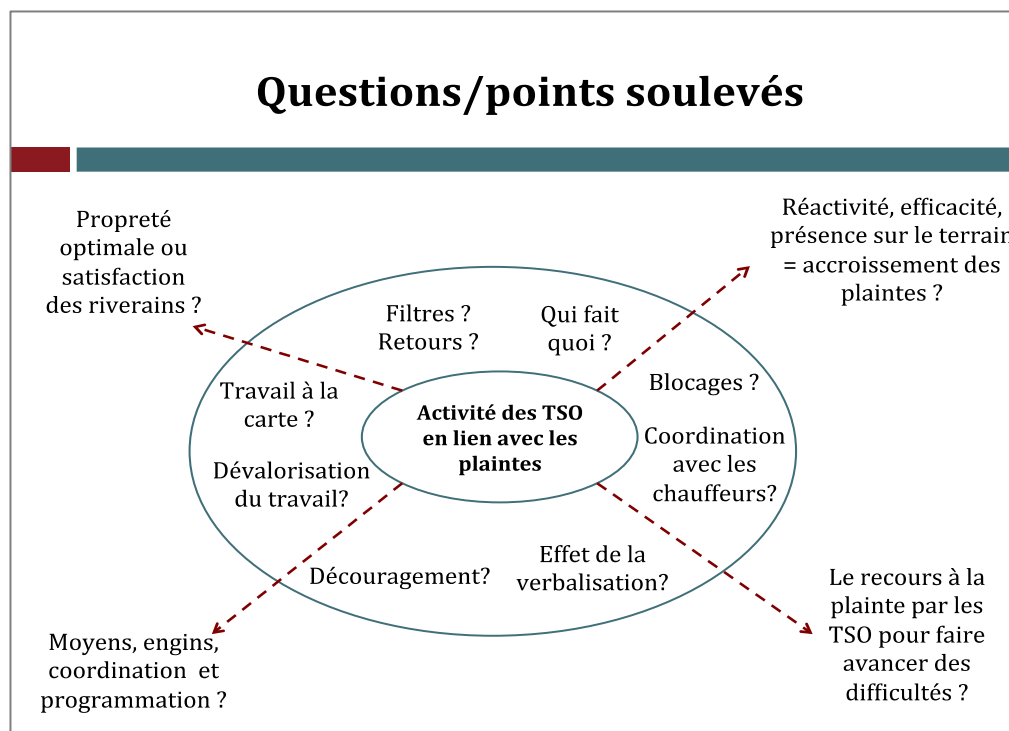 Questions/points soulevés
Propreté
optimale ou
satisfaction
des riverains ?
Réactivité, efficacité,
présence sur le terrain
= accroissement des
plaintes ?
Filtres ?
Retours ?
Qui fait
quoi ?
Travail à la
carte ?
Blocages ?
Activité des TSO
en lien avec les
plaintes
Coordination
avec les
chauffeurs?
Dévalorisation
du travail?
Découragement?
Effet de la
verbalisation?
Moyens, engins,
coordination et
programmation ?
Le recours à la
plainte par les
TSO pour faire
avancer des
difficultés ?